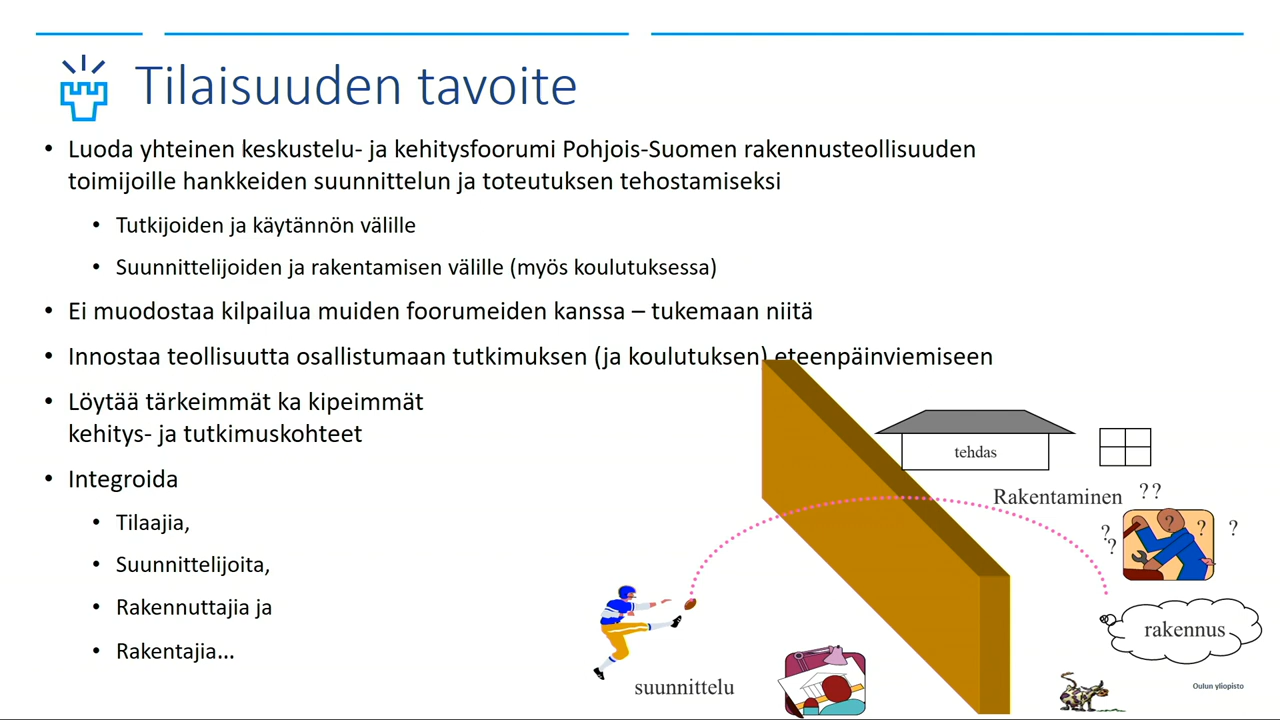 Tilaisuuden tavoite
• Luoda yhteinen keskustelu- ja kehitysfoorumi Pohjois-Suomen rakennusteollisuuden
toimijoille hankkeiden suunnittelun ja toteutuksen tehostamiseksi
• Tutkijoiden ja käytännön välille
• Suunnittelijoiden ja rakentamisen välille (myös koulutuksessa)
• Ei muodostaa kilpailua muiden foorumeiden kanssa – tukemaan niitä
• Innostaa teollisuutta osallistumaan tutkimuksen (ja koulutuksen) eteenpäinviemiseen
• Löytää tärkeimmät ka kipeimmät
kehitys- ja tutkimuskohteet
• Integroida
• Tilaajia,
• Suunnittelijoita,
• Rakennuttajia ja
• Rakentajia...
tehdas
Rakentaminen ??
? ? ? ?
?
rakennus
suunnittelu
Oulun yliopisto